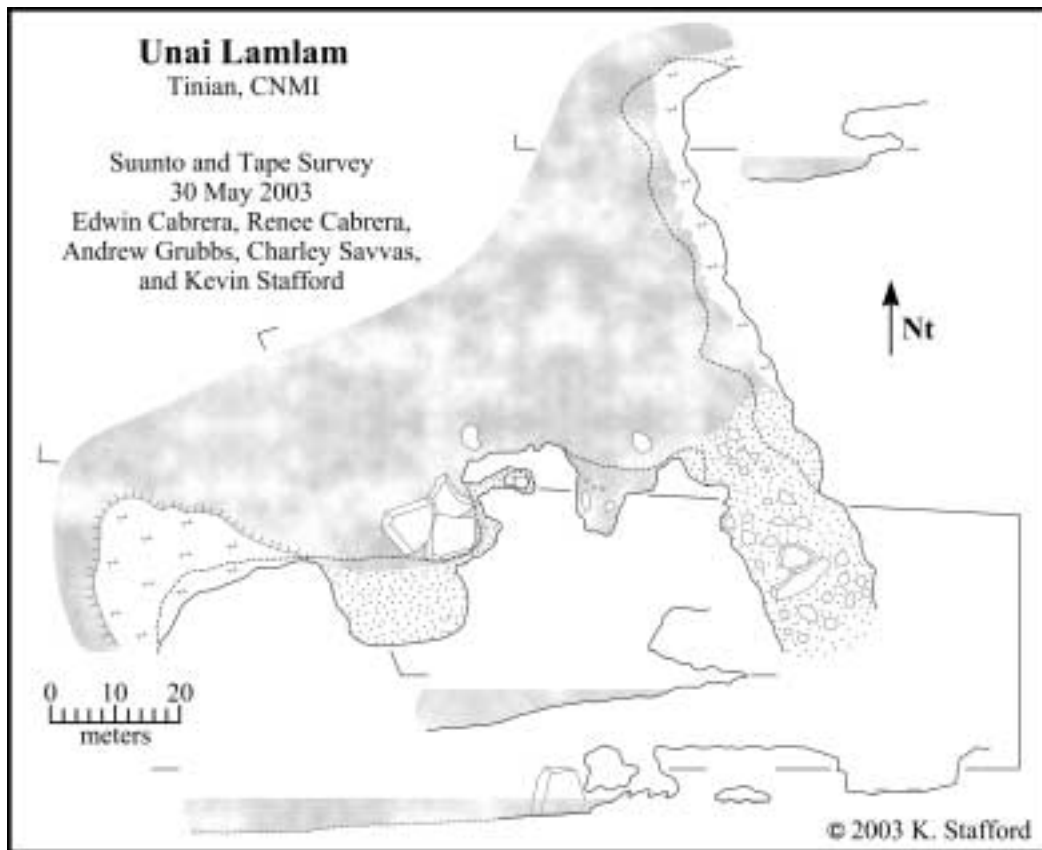 Unai Lamlam
Tinian, CNMI
Suunto and Tape Survey
30 May 2003
Edwin Cabrera, Renee Cabrera,
Andrew Grubbs, Charley Savvas,
and Kevin Stafford
Nt
0 10 20
meters
© 2003 K. Stafford